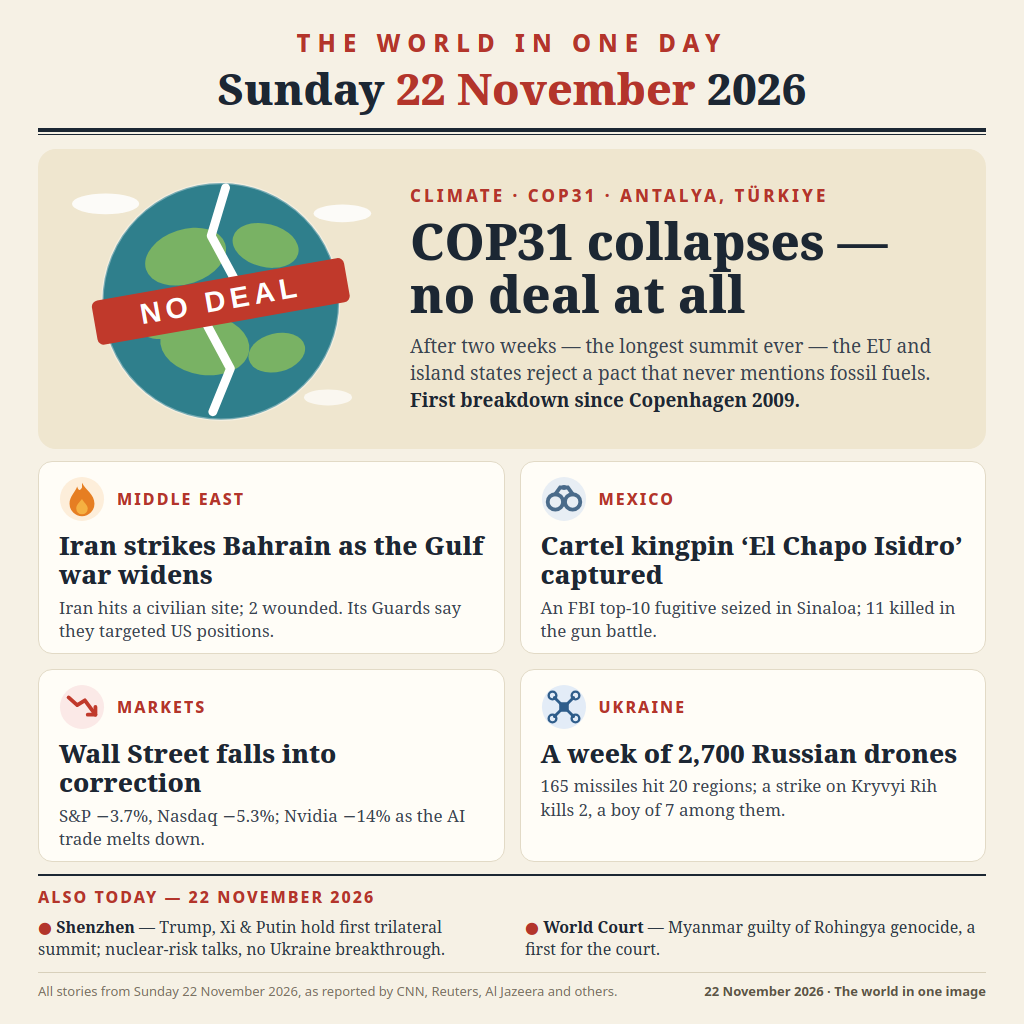 THE WORLD IN ONE DAY
Sunday 22 November 2026
NO DEAL
CLIMATE · COP31 · ANTALYA, TÜRKIYE
COP31 collapses —
no deal at all
After two weeks — the longest summit ever — the EU and
island states reject a pact that never mentions fossil fuels.
First breakdown since Copenhagen 2009.
MIDDLE EAST
Iran strikes Bahrain as the Gulf
war widens
Iran hits a civilian site; 2 wounded. Its Guards say
they targeted US positions.
MEXICO
Cartel kingpin ‘El Chapo Isidro’
captured
An FBI top-10 fugitive seized in Sinaloa; 11 killed in
the gun battle.
MARKETS
Wall Street falls into
correction
S&P −3.7%, Nasdaq −5.3%; Nvidia −14% as the AI
trade melts down.
UKRAINE
A week of 2,700 Russian drones
165 missiles hit 20 regions; a strike on Kryvyi Rih
kills 2, a boy of 7 among them.
ALSO TODAY — 22 NOVEMBER 2026
● Shenzhen — Trump, Xi & Putin hold first trilateral
summit; nuclear-risk talks, no Ukraine breakthrough.
● World Court — Myanmar guilty of Rohingya genocide, a
first for the court.
All stories from Sunday 22 November 2026, as reported by CNN, Reuters, Al Jazeera and others.
22 November 2026 · The world in one image